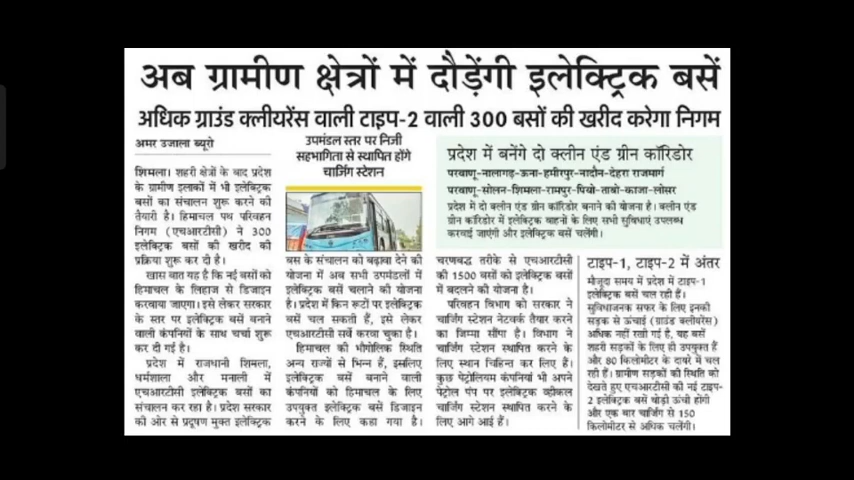 अब ग्रामीण क्षेत्रों में दौड़ेंगी इलेक्ट्रिक बसें
अधिक ग्राउंड क्लीयरेंस वाली टाइप-2 वाली 300 बसों की खरीद करेगा निगम
अमर उजाला ब्यूरो
शिमला। शहरी क्षेत्रों के बाद प्रदेश
के ग्रामीण इलाकों में भी इलेक्ट्रिक
बसों का संचालन शुरू करने की
तैयारी है। हिमाचल पथ परिवहन
निगम (एचआरटीसी) ने 300
इलेक्ट्रिक बसों की खरीद की
प्रक्रिया शुरू कर दी है।
खास बात यह है कि नई बसों को
हिमाचल के लिहाज से डिजान
करवाया जाएगा। इसे लेकर सरकार
के स्तर पर इलेक्ट्रिक बसें बनाने
वाली कंपनियों के साथ चर्चा शुरू
कर दी गई है।
प्रदेश में राजधानी शिमला,
धर्मशाला और मनाली में
एचआरटीसी इलेक्ट्रिक बसों का
संचालन कर रहा है। प्रदेश सरकार
की ओर से प्रदूषण मुक्त इलेक्ट्रिक
उपमंडल स्तर पर निजी
सहभागिता से स्थापित होंगे
चार्जिंग स्टेशन
बस के संचालन को बढ़ावा देने की
योजना में अब सभी उपमंडलों में
इलेक्ट्रिक बसें चलाने की योजना
है। प्रदेश में किन रूटों पर इलेक्ट्रिक
बसें चल सकती हैं, इसे लेकर
एचआरटीसी सर्वे करवा चुका है।
हिमाचल की भौगोलिक स्थिति
अन्य राज्यों से भिन्न हैं, इसलिए
इलेक्ट्रिक बसें बनाने वाली
कंपनियों को हिमाचल के लिए
उपयुक्त इलेक्ट्रिक बसें डिजाइन
करने के लिए कहा गया है।
प्रदेश में बनेंगे दो क्लीन एंड ग्रीन कॉरिडोर
परवाणू-नालागढ़-ऊना-हमीरपुर-नादौन-देहरा राजमार्ग
परवाणू-सोलन-शिमला-रामपुर-पियो-ताबो-काजा-लोसर
प्रदेश में दो क्लीन एंड ग्रीन कॉरिडोर बनाने की योजना है। क्लीन एंड
ग्रीन कॉरिडोर में इलेक्ट्रिक वाहनों के लिए सभी सुविधाएं उपलब्ध
करवाई जाएंगी और इलेक्ट्रिक बसें चलेंगी।
चरणबद्ध तरीके से एचआरटीसी
की 1500 बसों को इलेक्ट्रिक बसों
में बदलने की योजना है।
परिवहन विभाग को सरकार ने
चार्जिंग स्टेशन नेटवर्क तैयार करने
का जिम्मा सौंपा है। विभाग ने
चार्जिंग स्टेशन स्थापित करने के
लिए स्थान चिन्हित कर लिए हैं।
कुछ पेट्रोलियम कंपनियां भी अपने
पेट्रोल पंप पर इलेक्ट्रिक व्हीकल
चार्जिंग स्टेशन स्थापित करने के
लिए आगे आई हैं।
टाइप-1, टाइप-2 में अंतर
मौजूदा समय में प्रदेश में टाइप-1
इलेक्ट्रिक बसें चल रही हैं।
सुविधाजनक सफर के लिए इनकी
सड़क से ऊंचाई (ग्राउंड क्लीयरेंस)
अधिक नहीं रखी गई है, यह बसें
शहरी सड़कों के लिए ही उपयुक्त हैं
और 80 किलोमीटर के दायरे में चल
रही हैं। ग्रामीण सड़कों की स्थिति को
देखते हुए एचआरटीसी की नई टाइप-
2 इलेक्ट्रिक बसें थोड़ी ऊंची होंगी
और एक बार चार्जिंग से 150
किलोमीटर से अधिक चलेंगी।